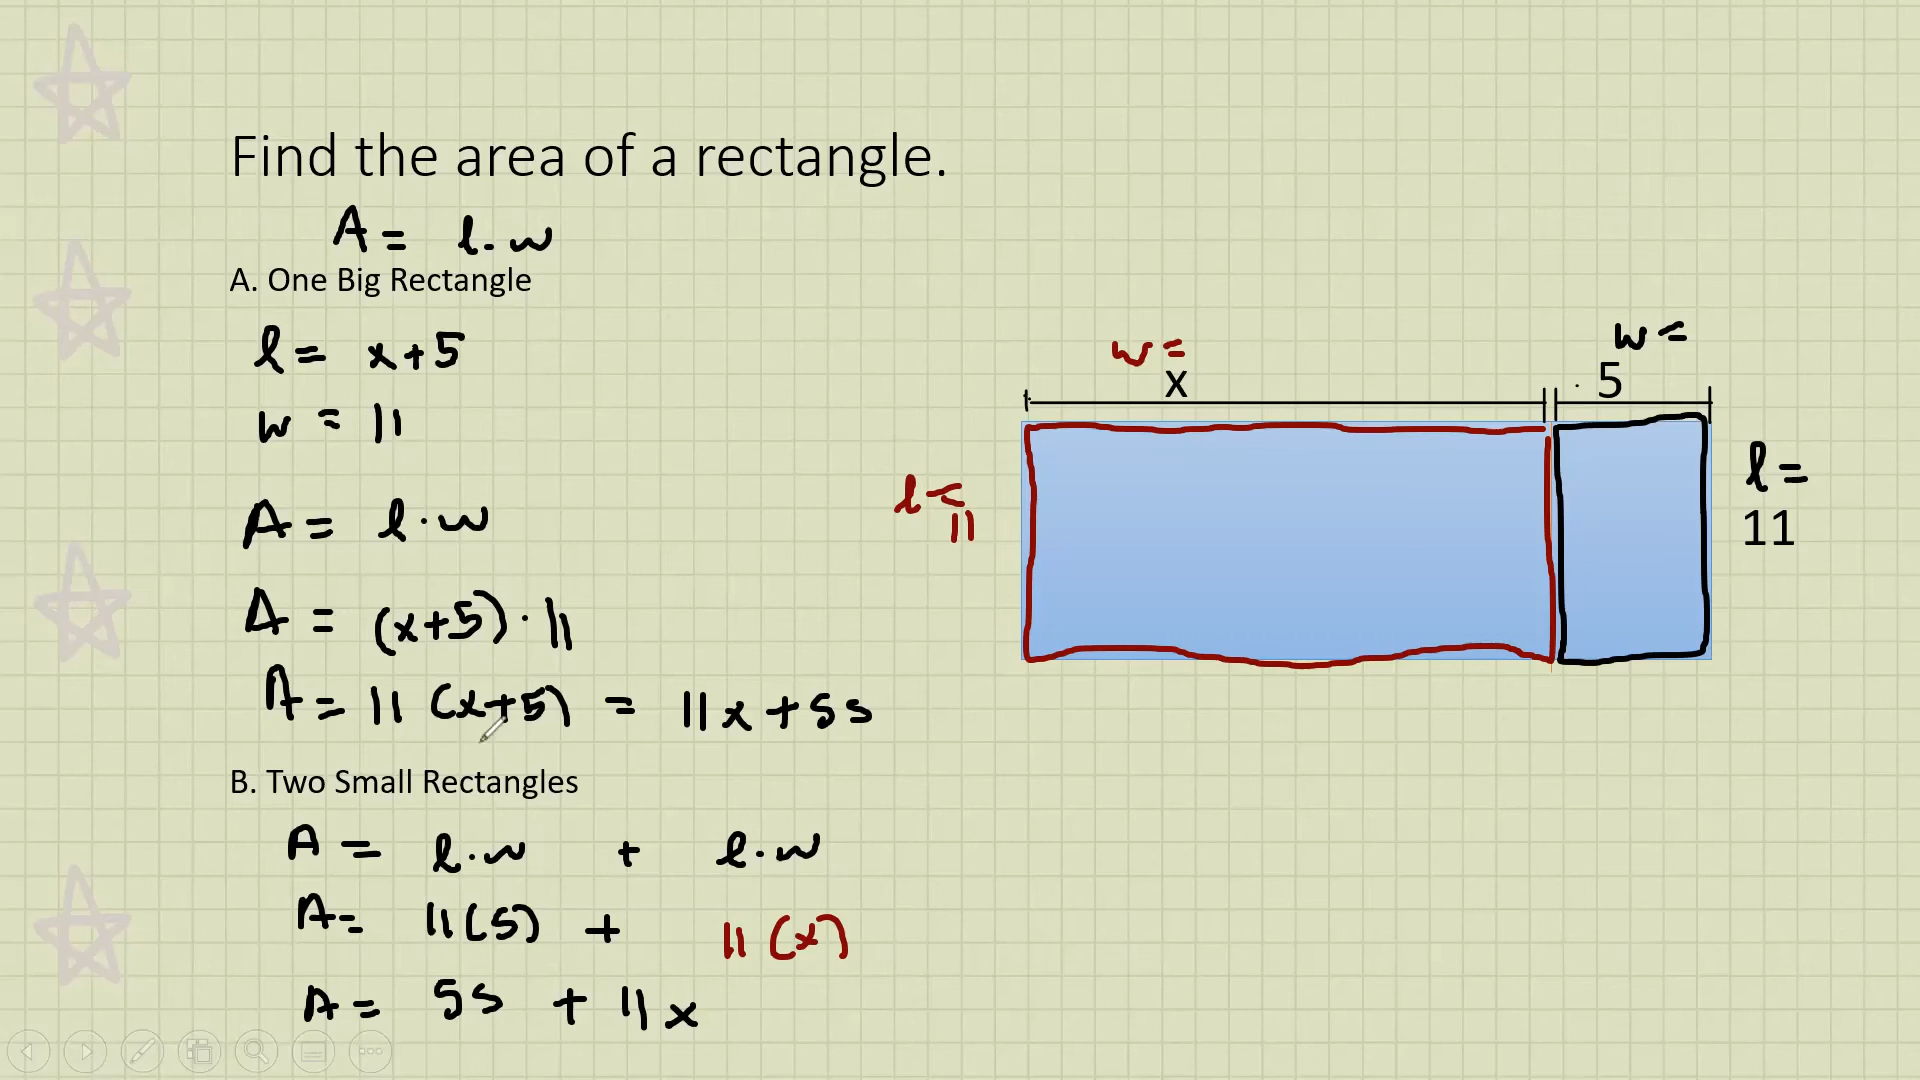 Find the area of a rectangle.
A = l · w
A. One Big Rectangle
l = x+5
w = 11
A = l · w
A = (x+5) · 11
A = 11 (x+5) = 11x + 55
B. Two Small Rectangles
A = l · w + l · w
A = 11(5) + 11(x)
A = 55 + 11x
w =
x
w =
5
l =
11
l =
11